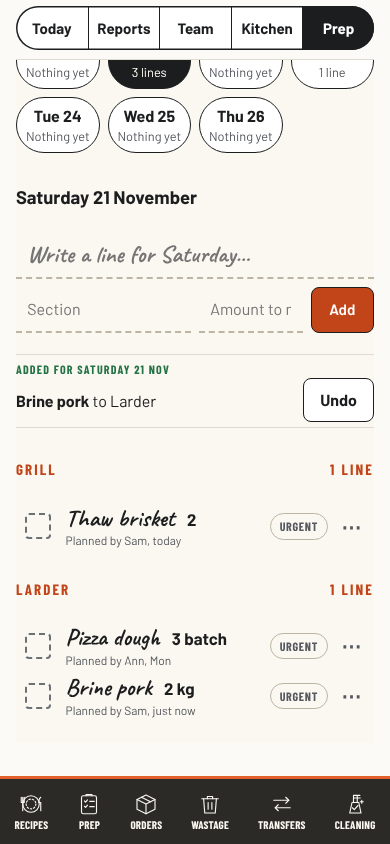 Today Reports Team Kitchen Prep
Nothing yet 3 lines Nothing yet 1 line
Tue 24 Wed 25 Thu 26
Nothing yet Nothing yet Nothing yet
Saturday 21 November
Write a line for Saturday...
Section Amount to r Add
ADDED FOR SATURDAY 21 NOV
Brine pork to Larder Undo
GRILL 1 LINE
Thaw brisket 2 URGENT ...
Planned by Sam, today
LARDER 1 LINE
Pizza dough 3 batch URGENT ...
Planned by Ann, Mon
Brine pork 2 kg URGENT ...
Planned by Sam, just now
RECIPES PREP ORDERS WASTAGE TRANSFERS CLEANING